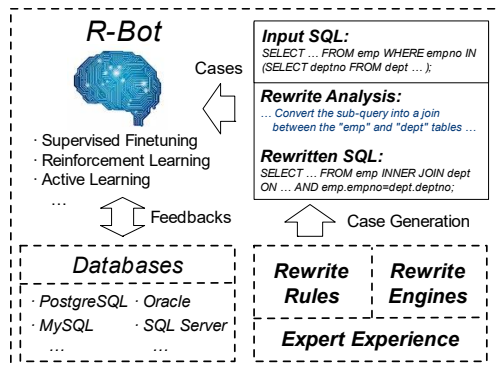 R-Bot
· Supervised Finetuning
· Reinforcement Learning
· Active Learning
...
Cases
Input SQL:
SELECT ... FROM emp WHERE empno IN
(SELECT deptno FROM dept ... );
Rewrite Analysis:
... Convert the sub-query into a join
between the "emp" and "dept" tables ...
Rewritten SQL:
SELECT ... FROM emp INNER JOIN dept
ON ... AND emp.empno=dept.deptno;
Feedbacks
Case Generation
Databases
· PostgreSQL · Oracle
· MySQL · SQL Server
... ...
Rewrite
Rules
Rewrite
Engines
Expert Experience